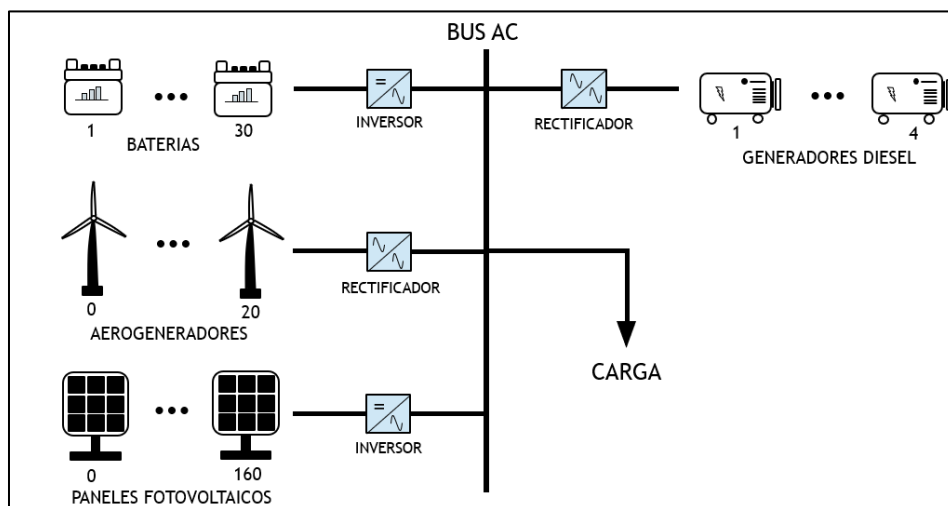 BUS AC
1 30
BATERIAS
INVERSOR
RECTIFICADOR
1 4
GENERADORES DIESEL
0 20
AEROGENERADORES
RECTIFICADOR
CARGA
0 160
PANELES FOTOVOLTAICOS
INVERSOR